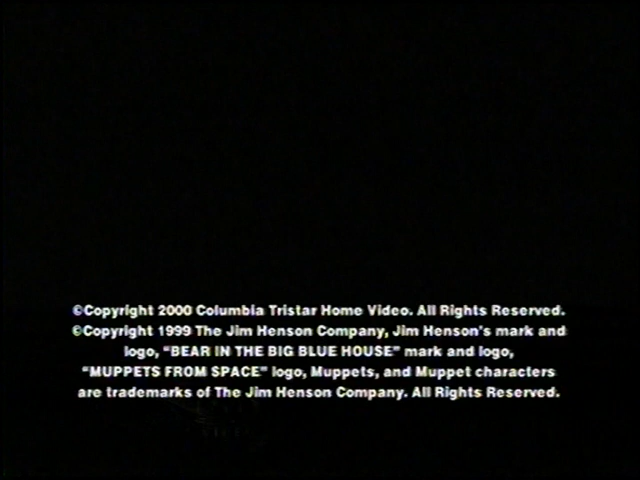 ©Copyright 2000 Columbia Tristar Home Video. All Rights Reserved.
©Copyright 1999 The Jim Henson Company, Jim Henson's mark and
logo, "BEAR IN THE BIG BLUE HOUSE" mark and logo,
"MUPPETS FROM SPACE" logo, Muppets, and Muppet characters
are trademarks of The Jim Henson Company. All Rights Reserved.